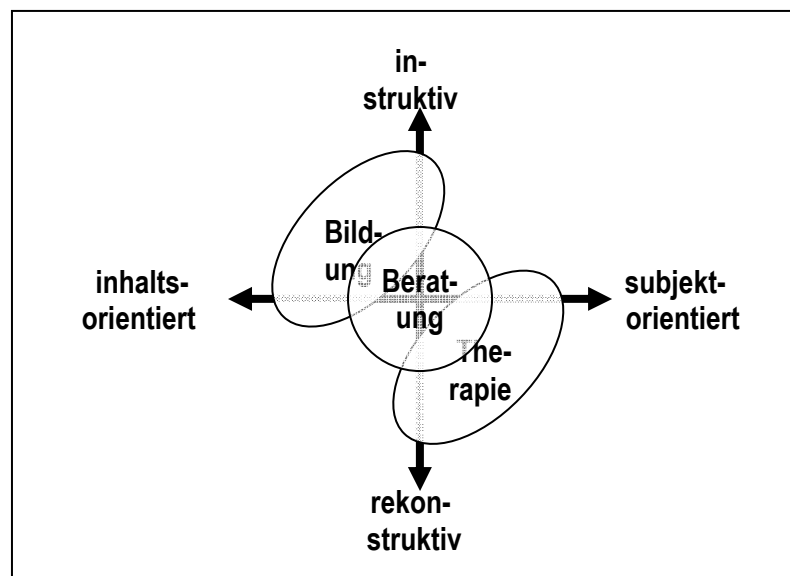 in-
struktiv
Bild-
ung
Berat-
ung
inhalts-
orientiert
subjekt-
orientiert
The-
rapie
rekon-
struktiv